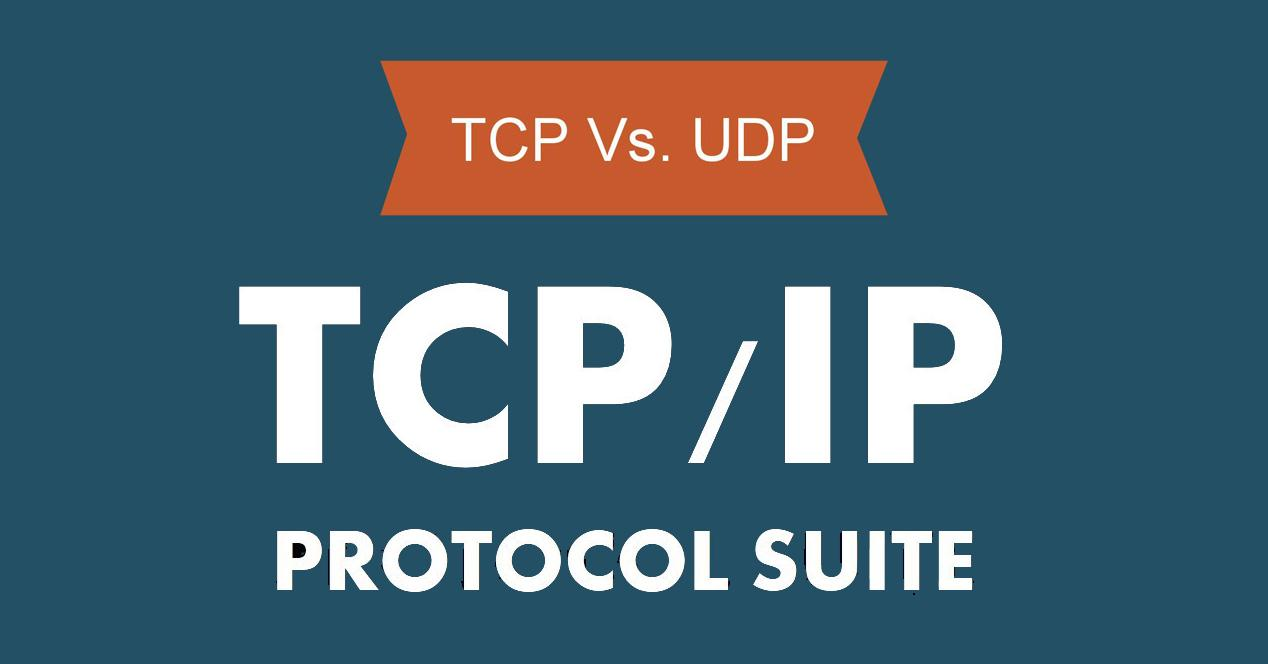 TCP Vs. UDP
TCP/IP
PROTOCOL SUITE